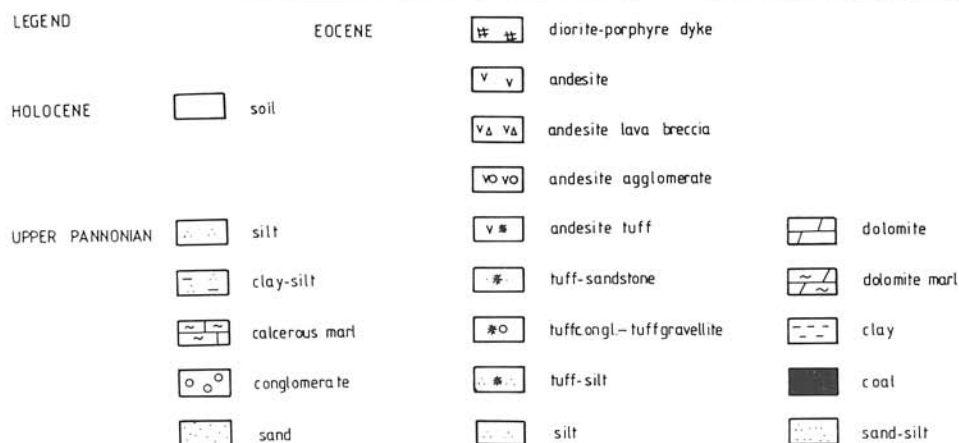 LEGEND
EOCENE
diorite-porphyre dyke
andesite
HOLOCENE
soil
andesite lava breccia
andesite agglomerate
UPPER PANNONIAN
silt
andesite tuff
dolomite
clay-silt
tuff-sandstone
dolomite marl
calcerous marl
tuffcongl.-tuffgravellite
clay
conglomerate
tuff-silt
coal
sand
silt
sand-silt